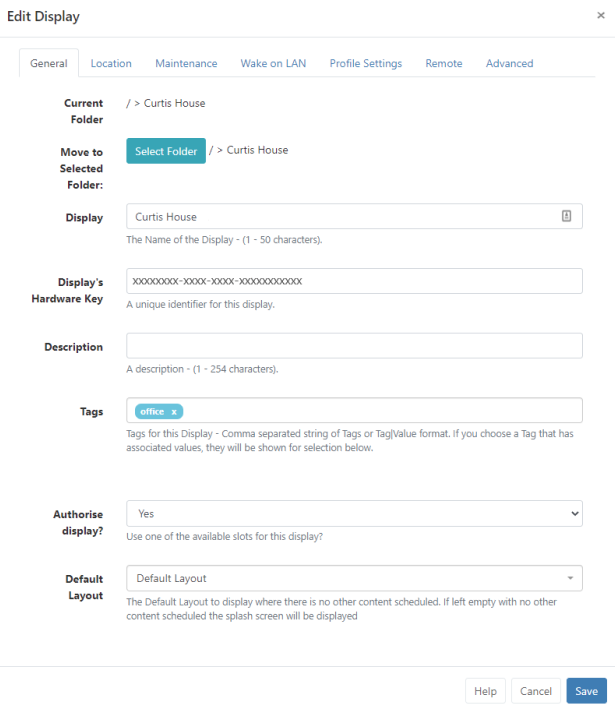 Edit Display ×
General Location Maintenance Wake on LAN Profile Settings Remote Advanced
Current Folder / > Curtis House
Move to Selected Folder: Select Folder / > Curtis House
Display Curtis House
The Name of the Display - (1 - 50 characters).
Display's Hardware Key XXXXXXXX-XXXX-XXXX-XXXXXXXXXXX
A unique identifier for this display.
Description
A description - (1 - 254 characters).
Tags office x
Tags for this Display - Comma separated string of Tags or Tag|Value format. If you choose a Tag that has
associated values, they will be shown for selection below.
Authorise display? Yes
Use one of the available slots for this display?
Default Layout Default Layout
The Default Layout to display where there is no other content scheduled. If left empty with no other
content scheduled the splash screen will be displayed
Help Cancel Save